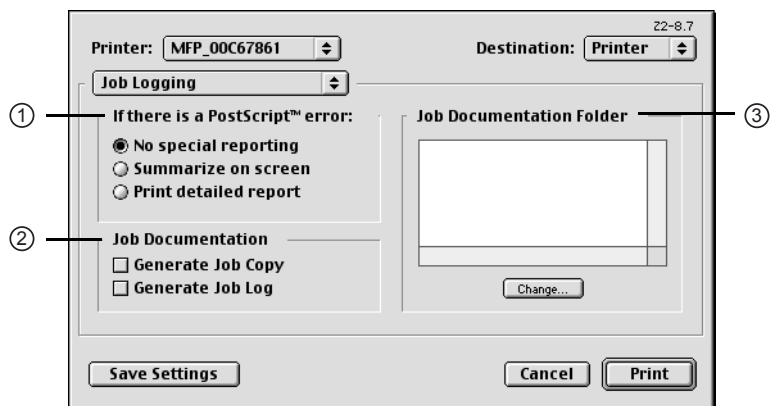 Z2-8.7
Printer: MFP_00C67861
Destination: Printer
Job Logging
① If there is a PostScript™ error:
No special reporting
Summarize on screen
Print detailed report
② Job Documentation
Generate Job Copy
Generate Job Log
Job Documentation Folder ③
Change...
Save Settings
Cancel
Print